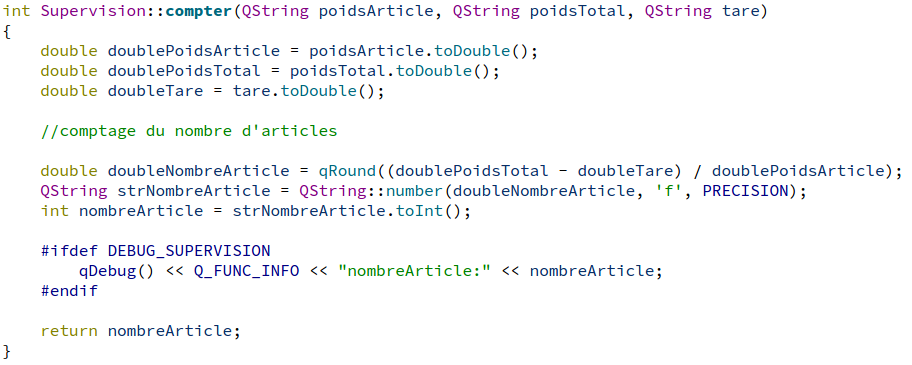 int Supervision::compter(QString poidsArticle, QString poidsTotal, QString tare)
{
    double doublePoidsArticle = poidsArticle.toDouble();
    double doublePoidsTotal = poidsTotal.toDouble();
    double doubleTare = tare.toDouble();

    //comptage du nombre d'articles

    double doubleNombreArticle = qRound((doublePoidsTotal - doubleTare) / doublePoidsArticle);
    QString strNombreArticle = QString::number(doubleNombreArticle, 'f', PRECISION);
    int nombreArticle = strNombreArticle.toInt();

    #ifdef DEBUG_SUPERVISION
        qDebug() << Q_FUNC_INFO << "nombreArticle:" << nombreArticle;
    #endif

    return nombreArticle;
}